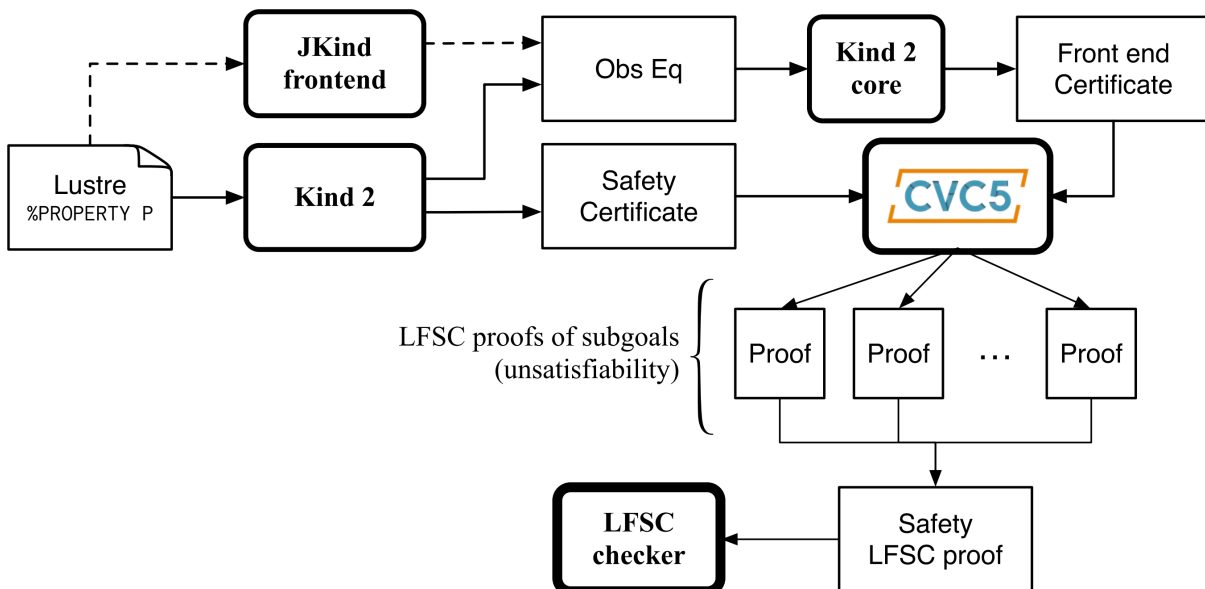 JKind
frontend
Obs Eq
Kind 2
core
Front end
Certificate
Lustre
%PROPERTY P
Kind 2
Safety
Certificate
CVC5
LFSC proofs of subgoals
(unsatisfiability)
Proof
Proof
...
Proof
LFSC
checker
Safety
LFSC proof